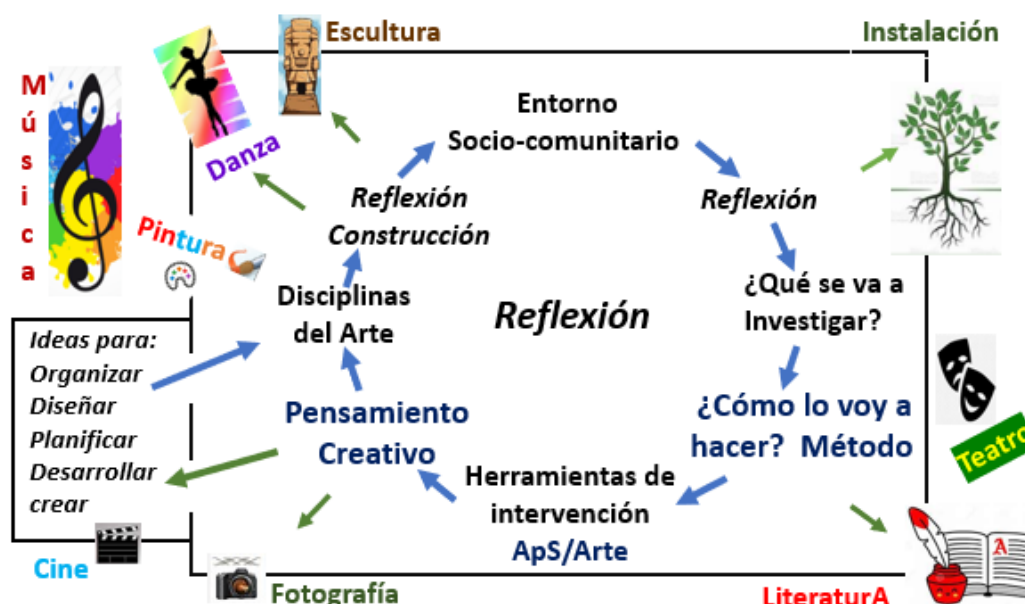 Escultura
Instalación
Música
Danza
Entorno
Socio-comunitario
Reflexión
Construcción
Reflexión
Pintura
Disciplinas
del Arte
Reflexión
¿Qué se va a
Investigar?
Ideas para:
Organizar
Diseñar
Planificar
Desarrollar
crear
Pensamiento
Creativo
¿Cómo lo voy a
hacer? Método
Teatro
Herramientas de
intervención
ApS/Arte
A
Cine
Fotografía
LiteraturA